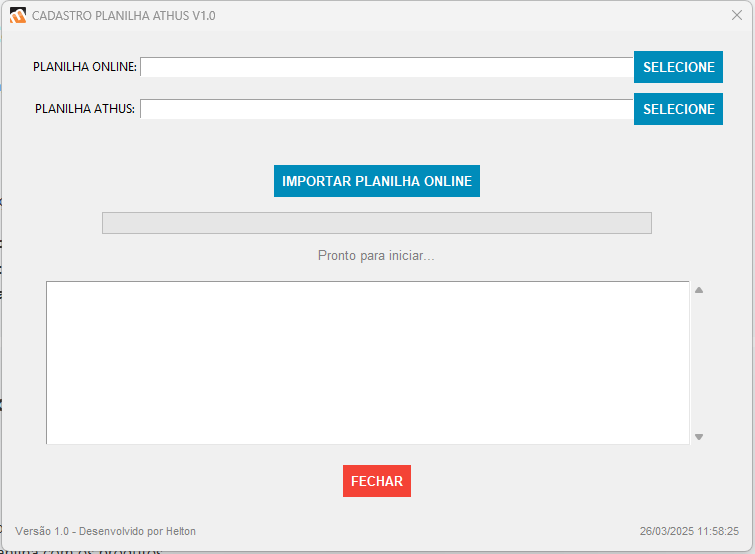 CADASTRO PLANILHA ATHUS V1.0
PLANILHA ONLINE:
SELECIONE
PLANILHA ATHUS:
SELECIONE
IMPORTAR PLANILHA ONLINE
Pronto para iniciar...
FECHAR
Versão 1.0 - Desenvolvido por Helton
26/03/2025 11:58:25